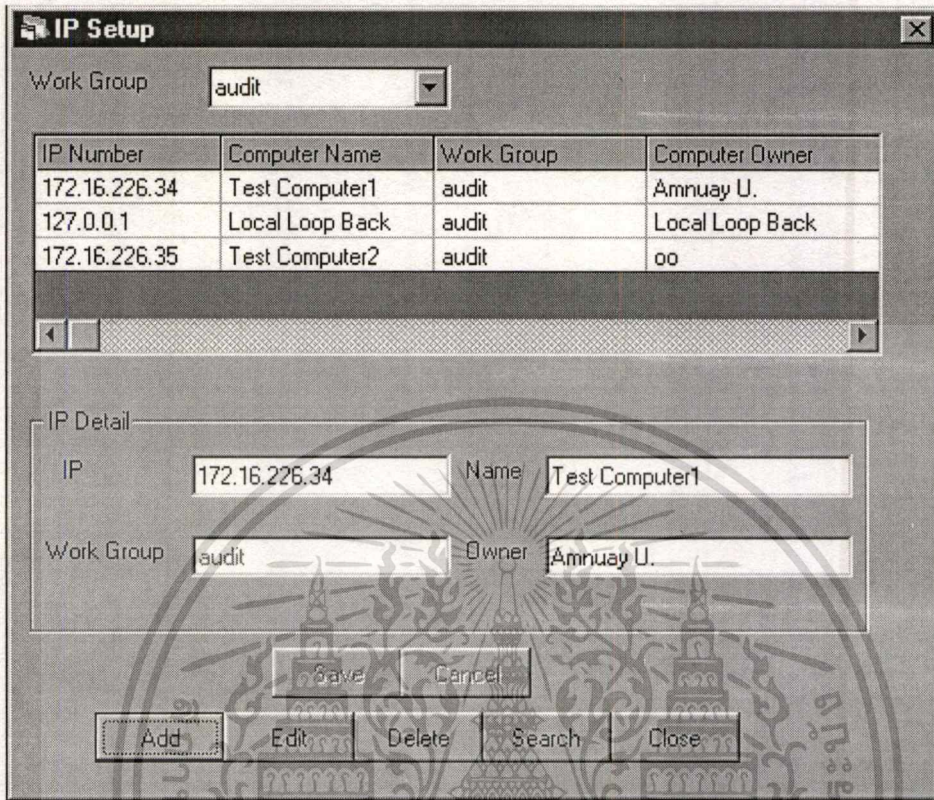 IP Setup
Work Group audit
IP Number Computer Name Work Group Computer Owner
172.16.226.34 Test Computer1 audit Amnuay U.
127.0.0.1 Local Loop Back audit Local Loop Back
172.16.226.35 Test Computer2 audit oo
IP Detail
IP 172.16.226.34 Name Test Computer1
Work Group audit Owner Amnuay U.
Save Cancel
Add Edit Delete Search Close